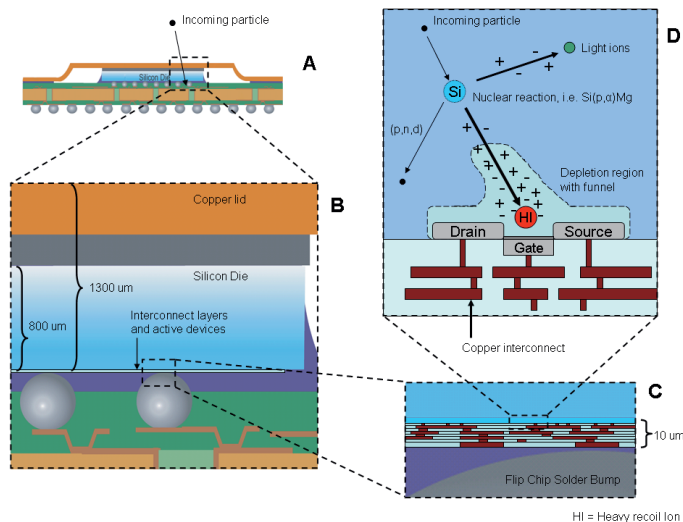 Incoming particle
A
Silicon Die
B
Copper lid
Silicon Die
1300 um
800 um
Interconnect layers
and active devices
D
Incoming particle
Light ions
Si
Nuclear reaction, i.e. Si(p,α)Mg
(p,n,d)
Depletion region
with funnel
HI
Drain
Source
Gate
Copper interconnect
C
10 um
Flip Chip Solder Bump
HI = Heavy recoil Ion